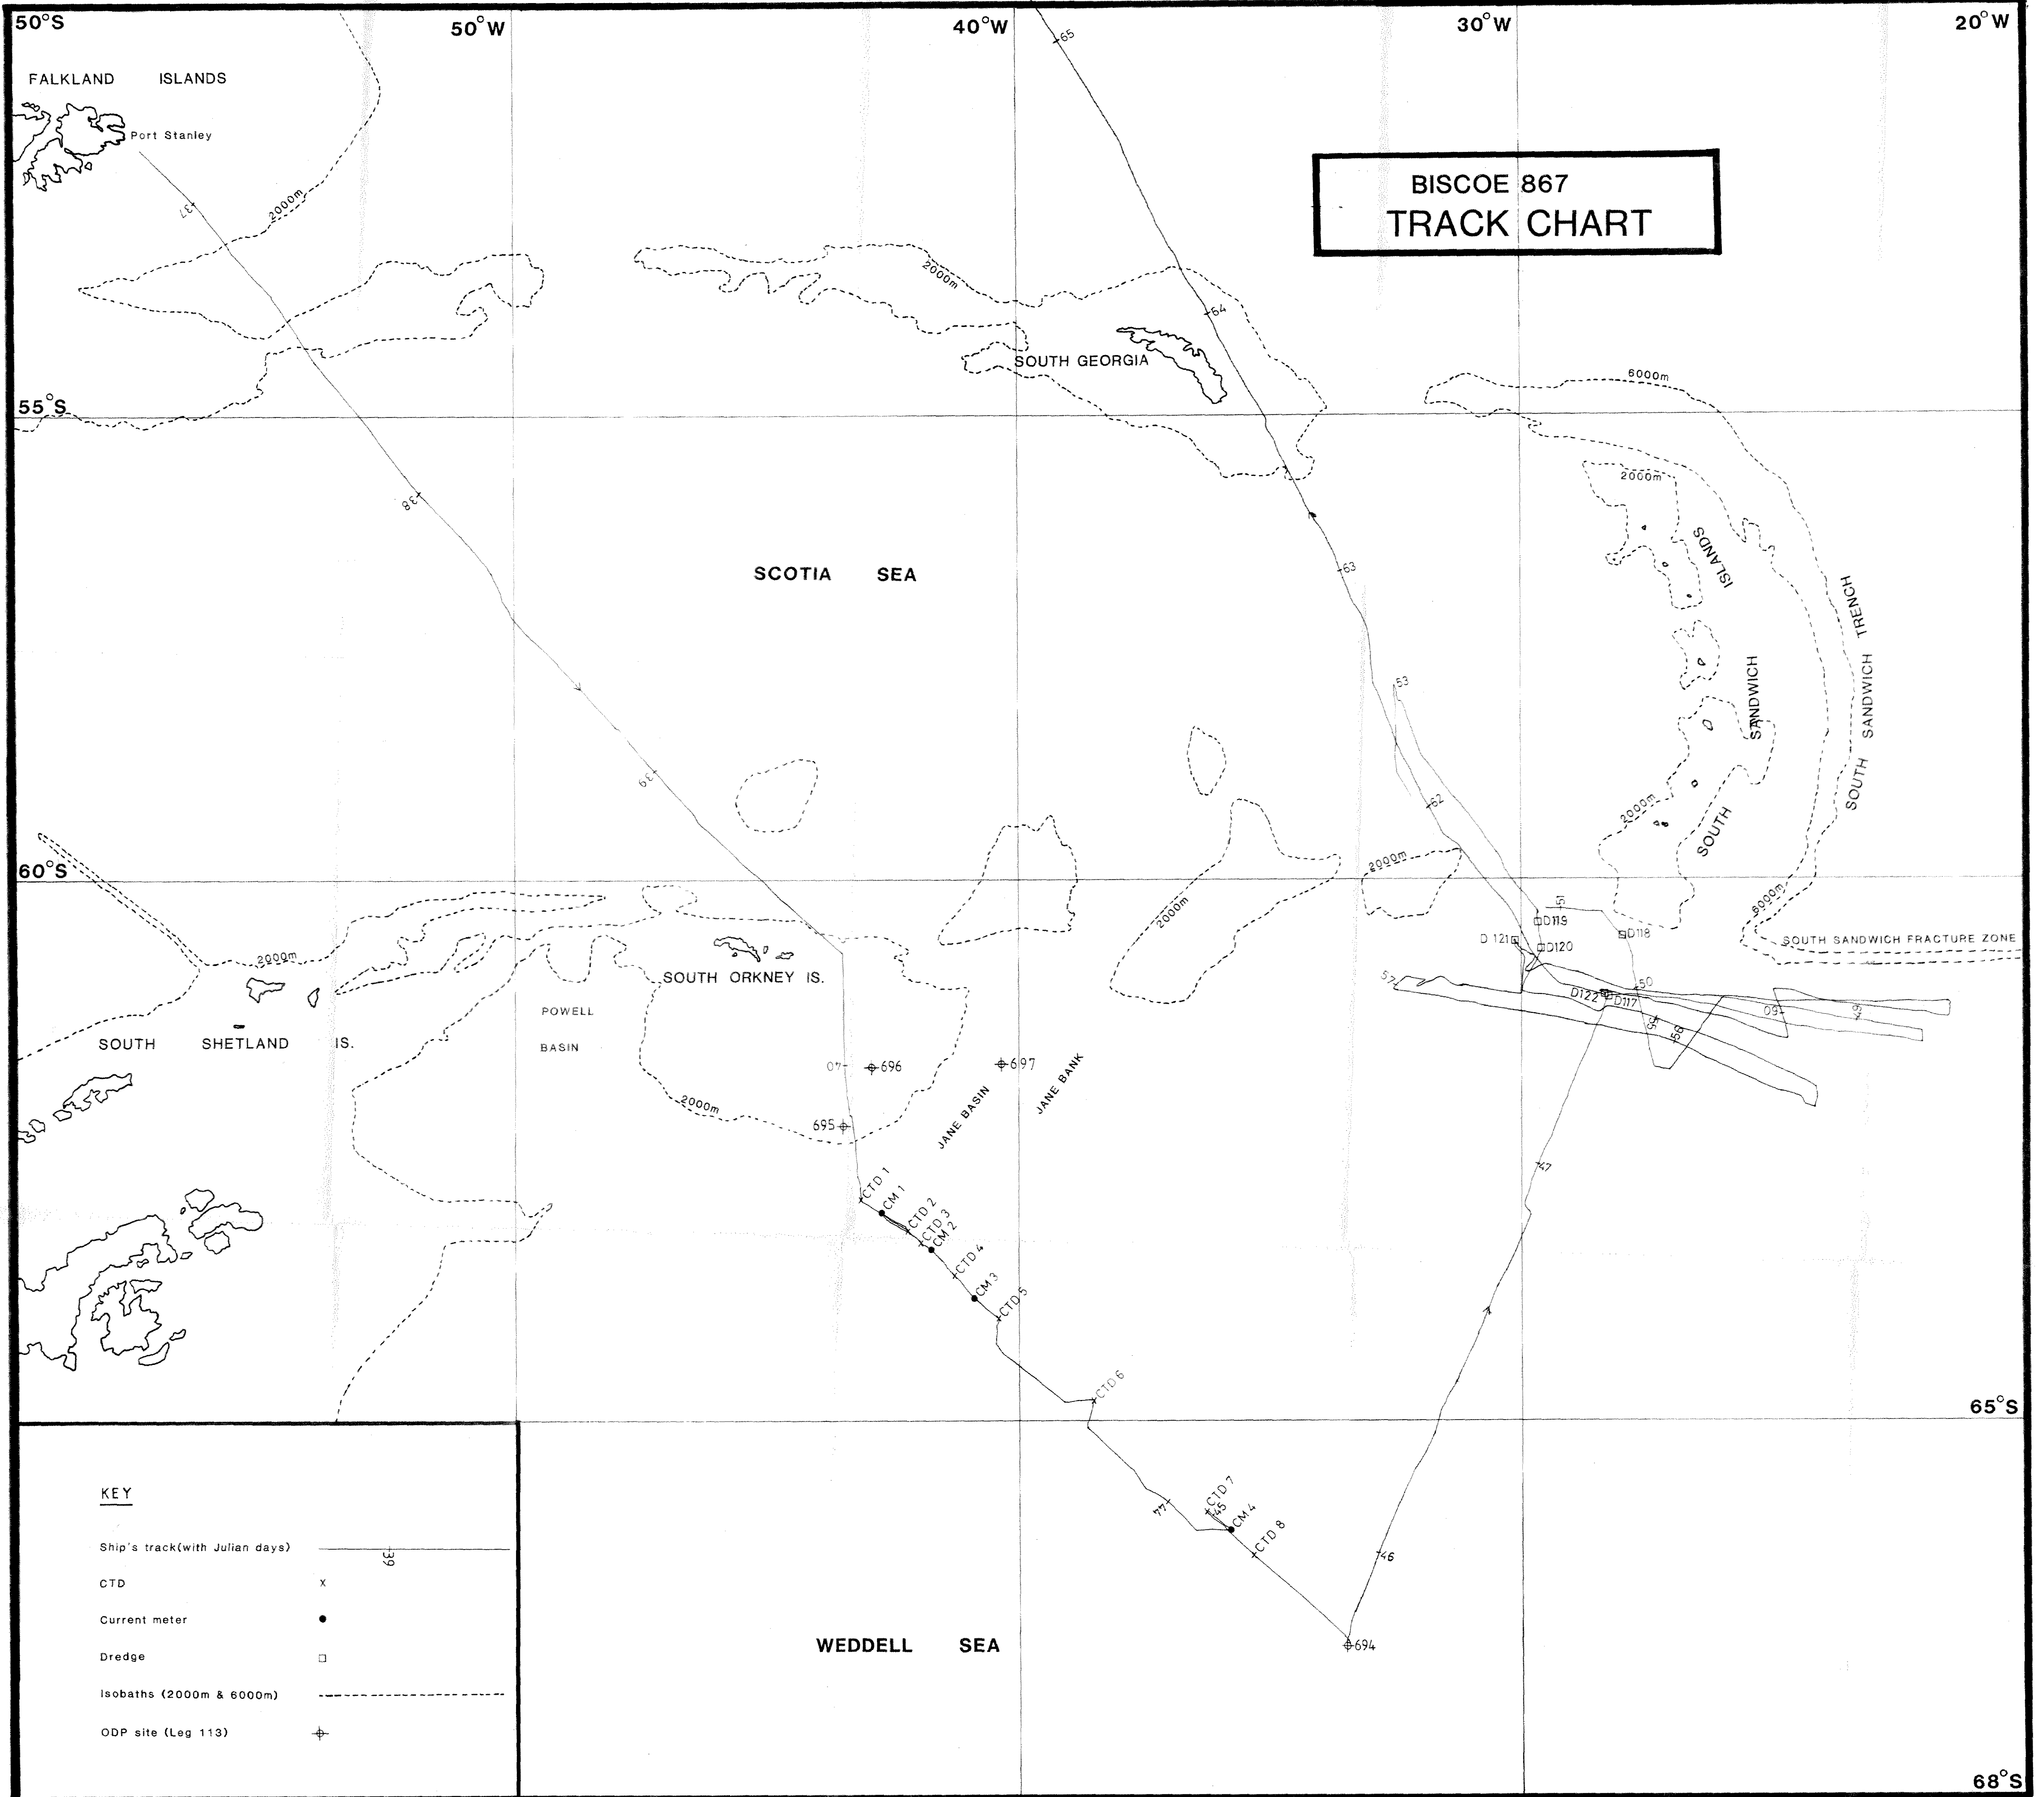 50°S
50°W
40°W
30°W
20°W
65
FALKLAND ISLANDS
Port Stanley
BISCOE 867
TRACK CHART
37
2000m
2000m
64
SOUTH GEORGIA
6000m
55°S
2000m
38
SCOTIA SEA
63
ISLANDS
SOUTH SANDWICH TRENCH
SANDWICH
53
39
62
2000m
SOUTH
60°S
2000m
2000m
6000m
51
D119
D118
D 121
D120
SOUTH SANDWICH FRACTURE ZONE
2000m
SOUTH ORKNEY IS.
57
50
D122
D117
POWELL
BASIN
60
49
55
56
SOUTH SHETLAND IS.
40
696
697
JANE BASIN
JANE BANK
2000m
695
47
CTD 1
CM 1
CTD 2
CTD 3
CM 2
CTD 4
CM 3
CTD 5
CTD 6
65°S
KEY
CTD 7
45
44
CM 4
CTD 8
46
Ship's track(with Julian days)
39
CTD
Current meter
WEDDELL SEA
694
Dredge
Isobaths (2000m & 6000m)
ODP site (Leg 113)
68°S